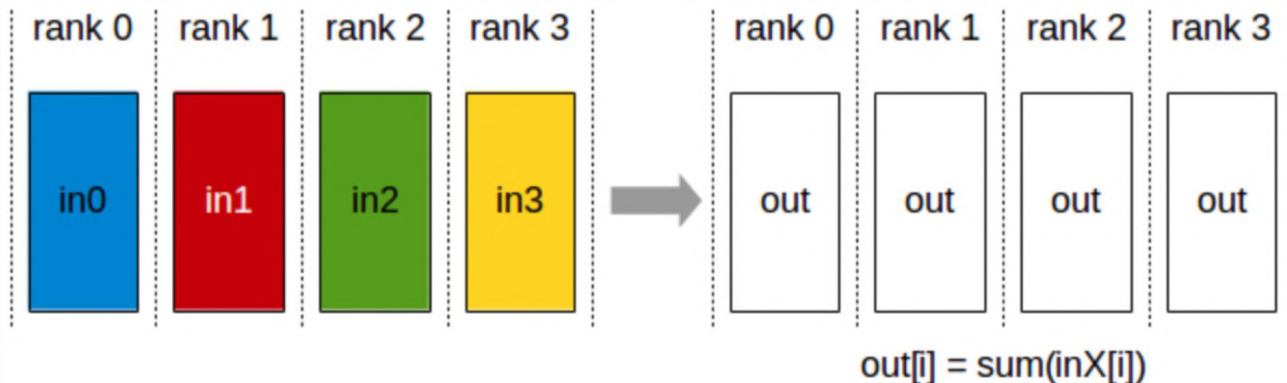 rank 0 rank 1 rank 2 rank 3 rank 0 rank 1 rank 2 rank 3
in0 in1 in2 in3 out out out out
out[i] = sum(inX[i])